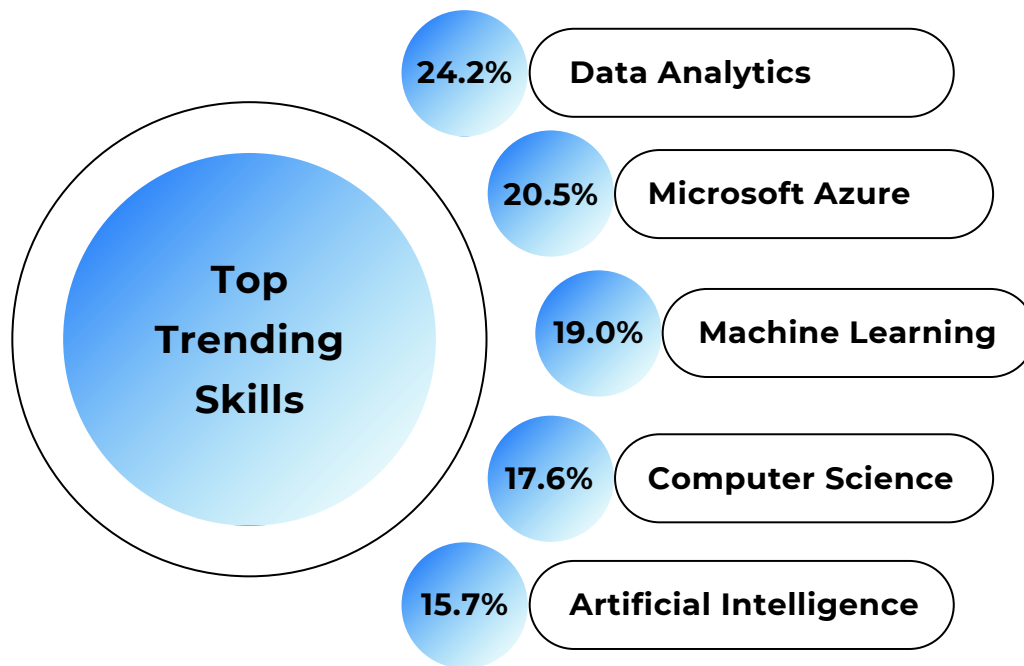 Top
Trending
Skills
24.2% Data Analytics
20.5% Microsoft Azure
19.0% Machine Learning
17.6% Computer Science
15.7% Artificial Intelligence